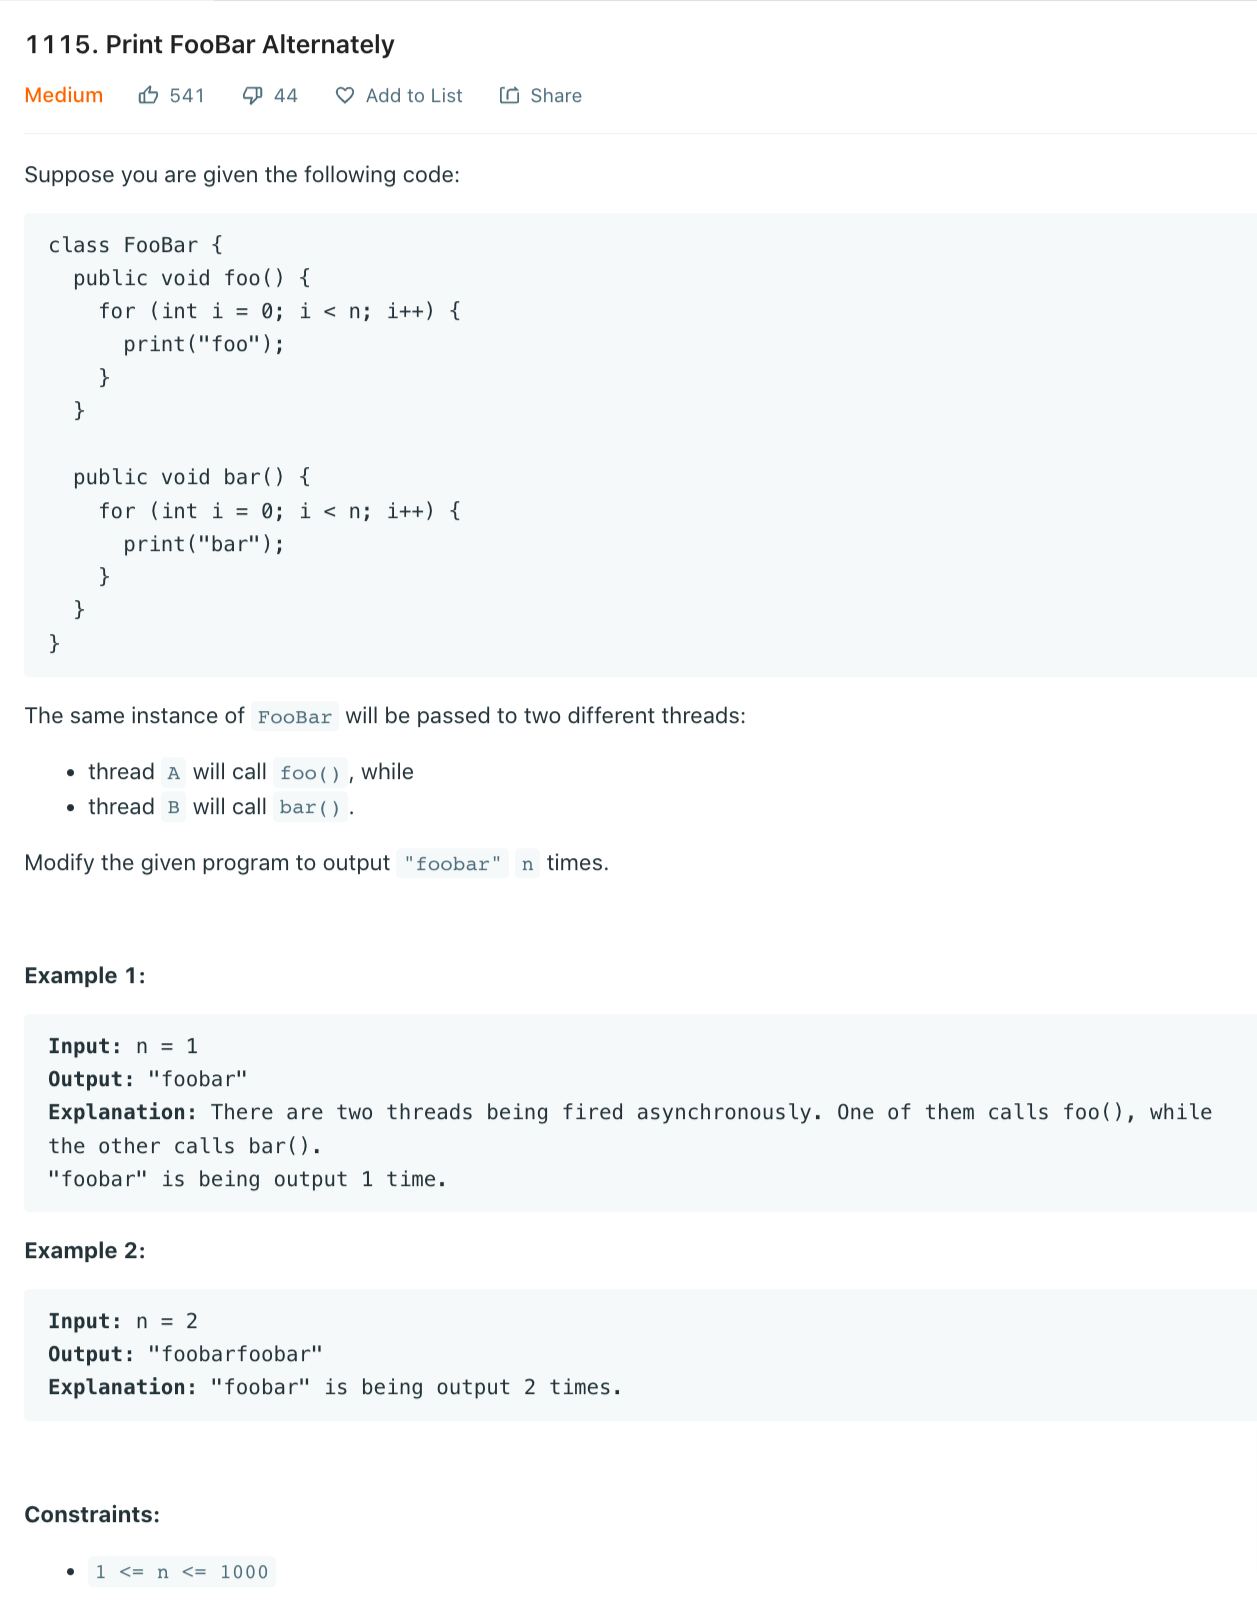 1115. Print FooBar Alternately
Medium 541 44 Add to List Share
Suppose you are given the following code:
class FooBar {
  public void foo() {
    for (int i = 0; i < n; i++) {
      print("foo");
    }
  }

  public void bar() {
    for (int i = 0; i < n; i++) {
      print("bar");
    }
  }
}
The same instance of FooBar will be passed to two different threads:
• thread A will call foo(), while
• thread B will call bar().
Modify the given program to output "foobar" n times.
Example 1:
Input: n = 1
Output: "foobar"
Explanation: There are two threads being fired asynchronously. One of them calls foo(), while
the other calls bar().
"foobar" is being output 1 time.
Example 2:
Input: n = 2
Output: "foobarfoobar"
Explanation: "foobar" is being output 2 times.
Constraints:
• 1 <= n <= 1000